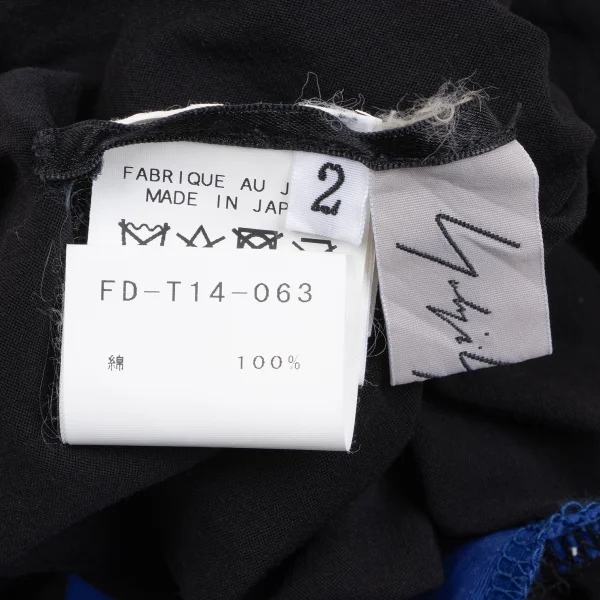 FABRIQUE AU J
MADE IN JAP
2
FD-T14-063
綿 100%